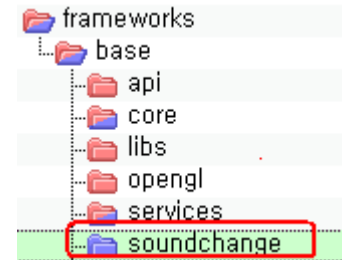 frameworks
base
api
core
libs
opengl
services
soundchange